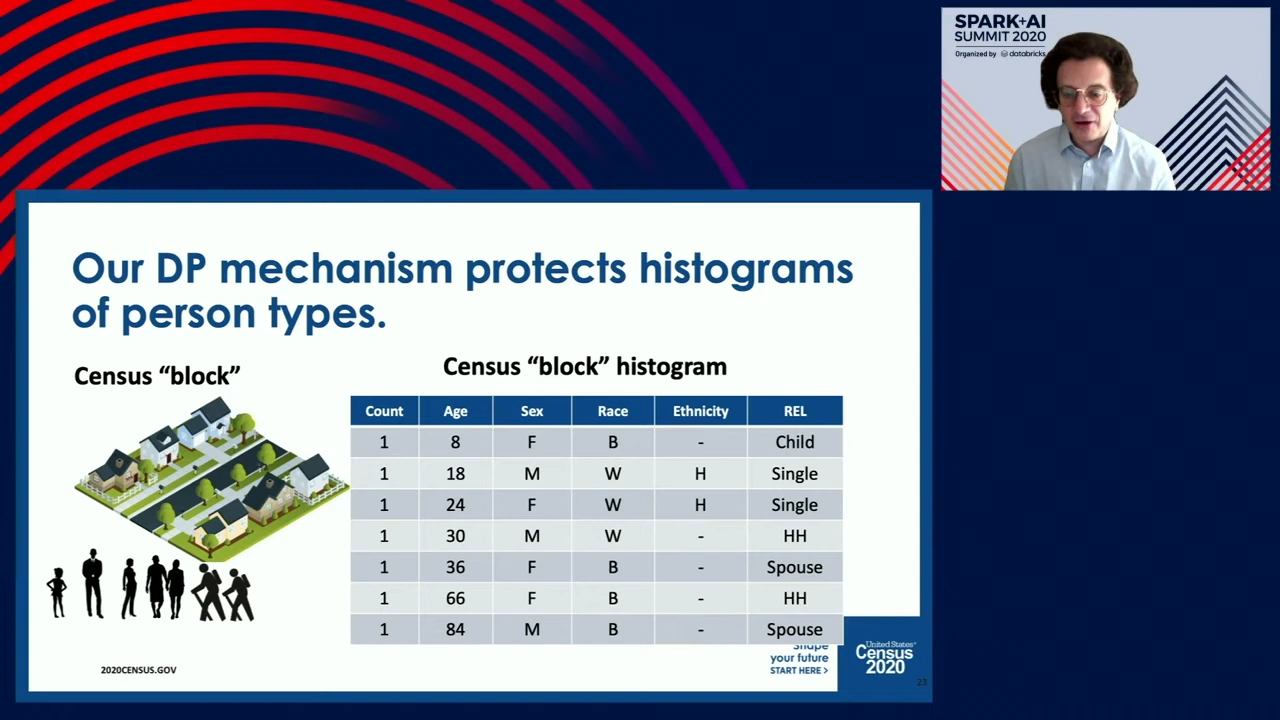 SPARK+AI
SUMMIT 2020
Organized by databricks
Our DP mechanism protects histograms
of person types.
Census “block”
Census “block” histogram
Count Age Sex Race Ethnicity REL
1 8 F B - Child
1 18 M W H Single
1 24 F W H Single
1 30 M W - HH
1 36 F B - Spouse
1 66 F B - HH
1 84 M B - Spouse
2020CENSUS.GOV
Shape
your future
START HERE >
United States®
Census
2020
23